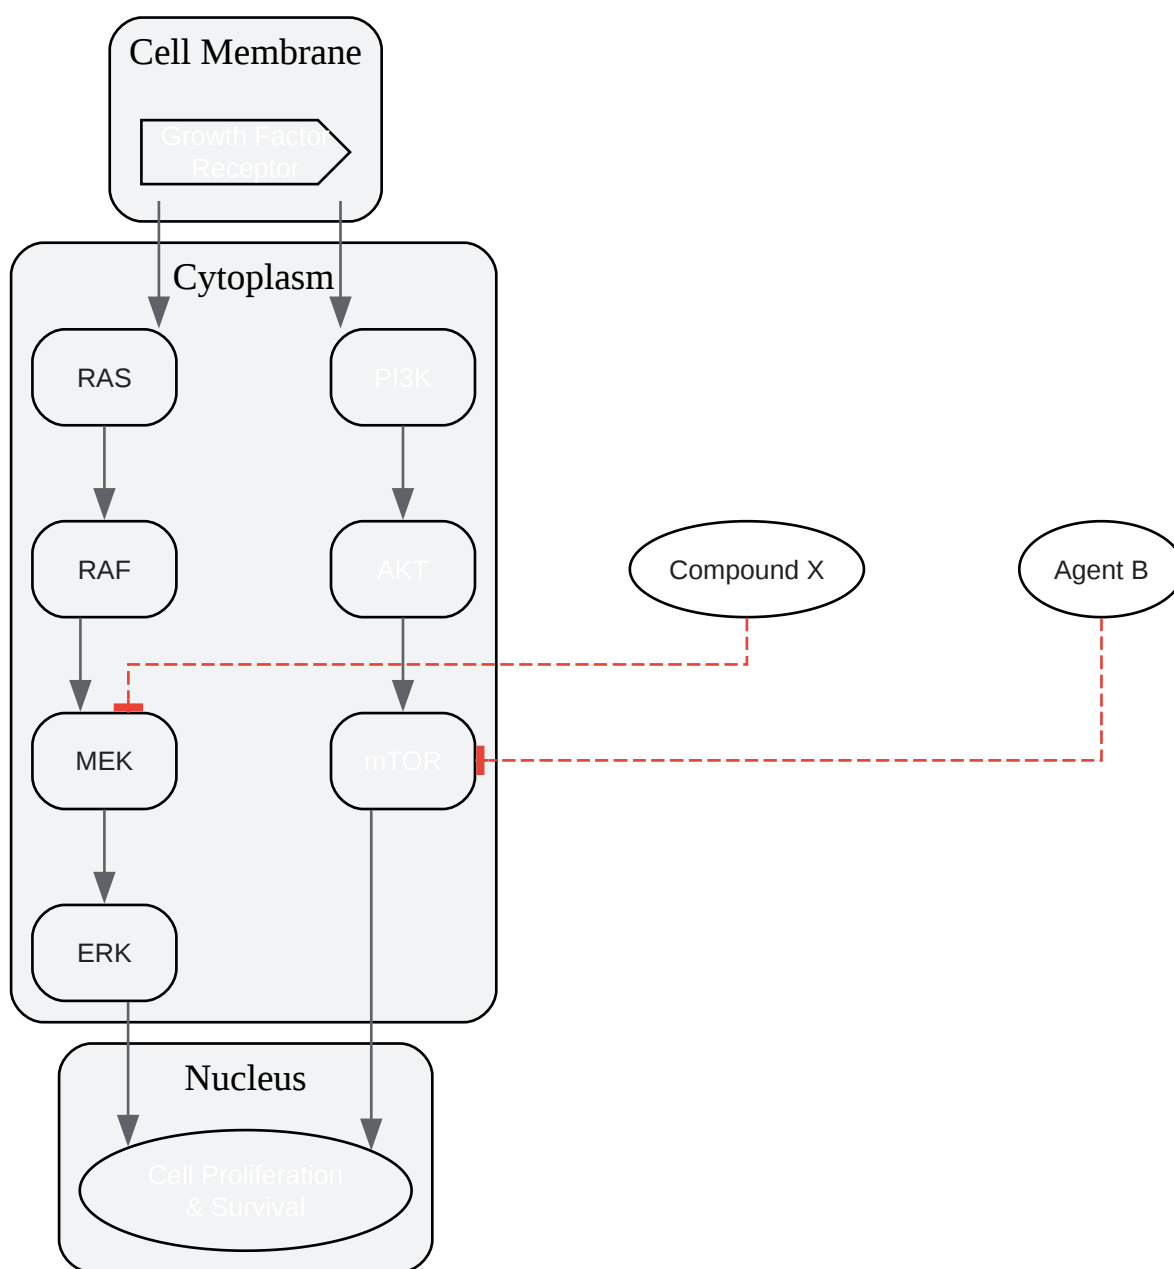 Cell Membrane
Growth Factor
Receptor
Cytoplasm
RAS
PI3K
RAF
AKT
Compound X
Agent B
MEK
mTOR
ERK
Nucleus
Cell Proliferation
& Survival